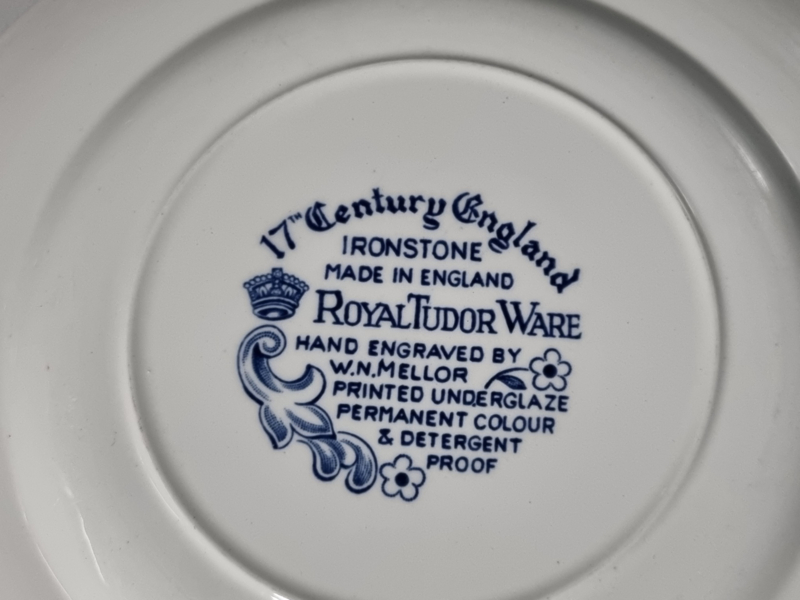 17TH Century England
IRONSTONE
MADE IN ENGLAND
ROYAL TUDOR WARE
HAND ENGRAVED BY
W.N.MELLOR
PRINTED UNDERGLAZE
PERMANENT COLOUR
& DETERGENT
PROOF